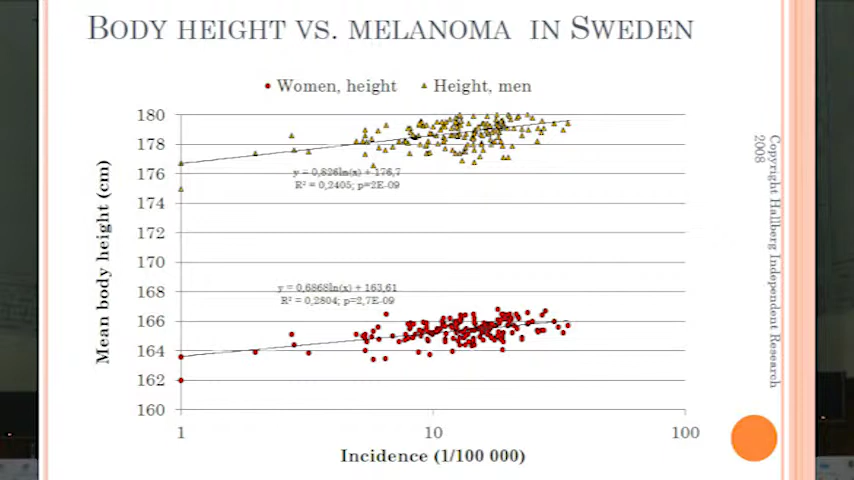 BODY HEIGHT VS. MELANOMA IN SWEDEN
Women, height
Height, men
180
178
176
174
172
170
168
166
164
162
160
y = 0,826ln(x) + 176,7
R² = 0,2405; p=2E-09
y = 0,6868ln(x) + 163,61
R² = 0,2804; p=2,7E-09
Mean body height (cm)
1
10
100
Incidence (1/100 000)
Copyright Hallberg Independent Research
2008